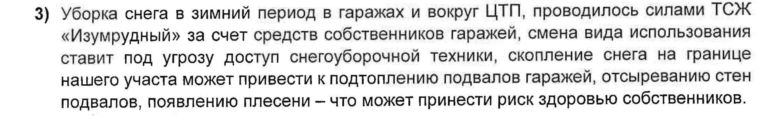 3) Уборка снега в зимний период в гаражах и вокруг ЦТП, проводилось силами ТСЖ
«Изумрудный» за счет средств собственников гаражей, смена вида использования
ставит под угрозу доступ снегоуборочной техники, скопление снега на границе
нашего участа может привести к подтоплению подвалов гаражей, отсыреванию стен
подвалов, появлению плесени – что может принести риск здоровью собственников.